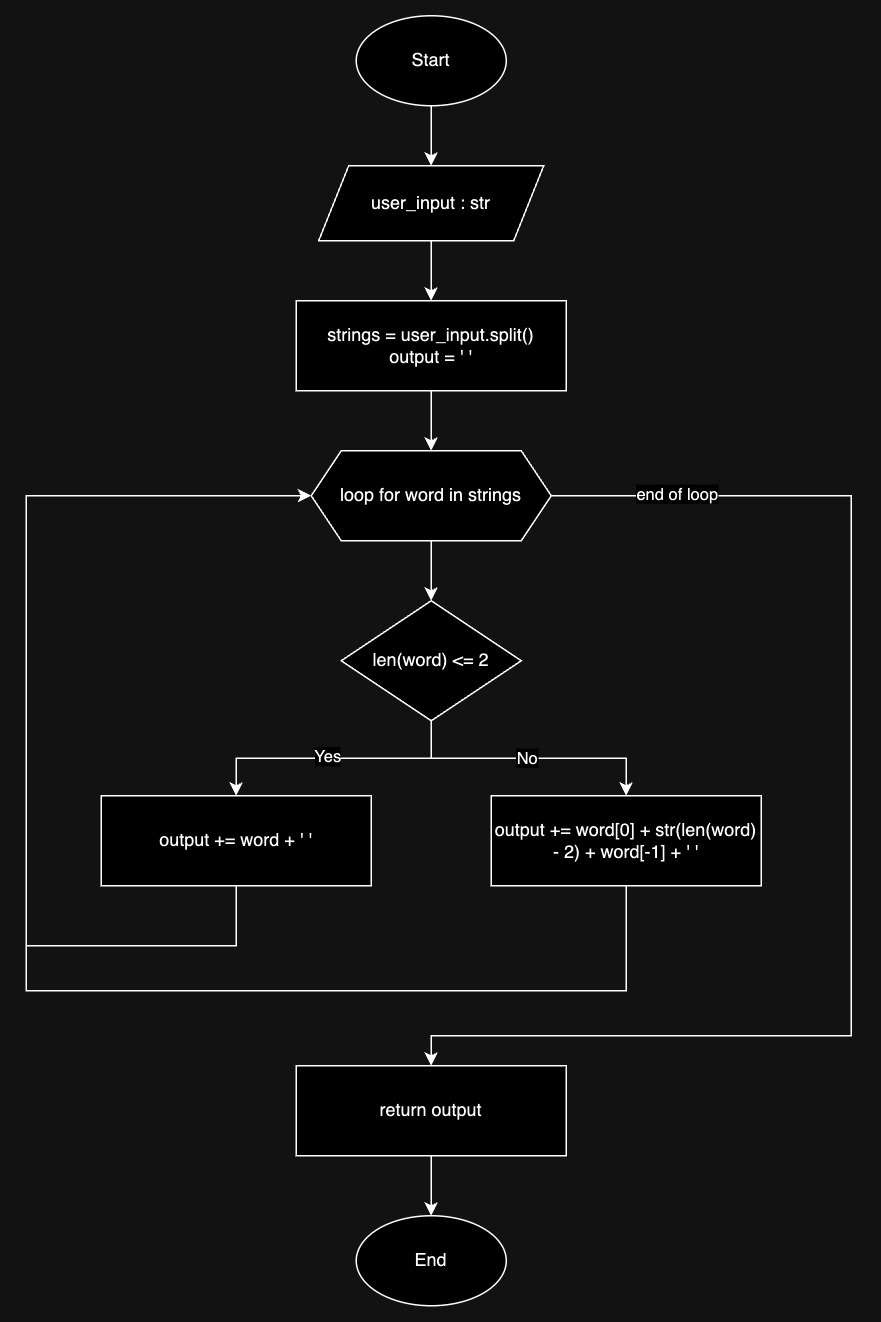 Start
user_input : str
strings = user_input.split()
output = ' '
loop for word in strings
end of loop
len(word) <= 2
Yes
No
output += word + ' '
output += word[0] + str(len(word)
- 2) + word[-1] + ' '
return output
End